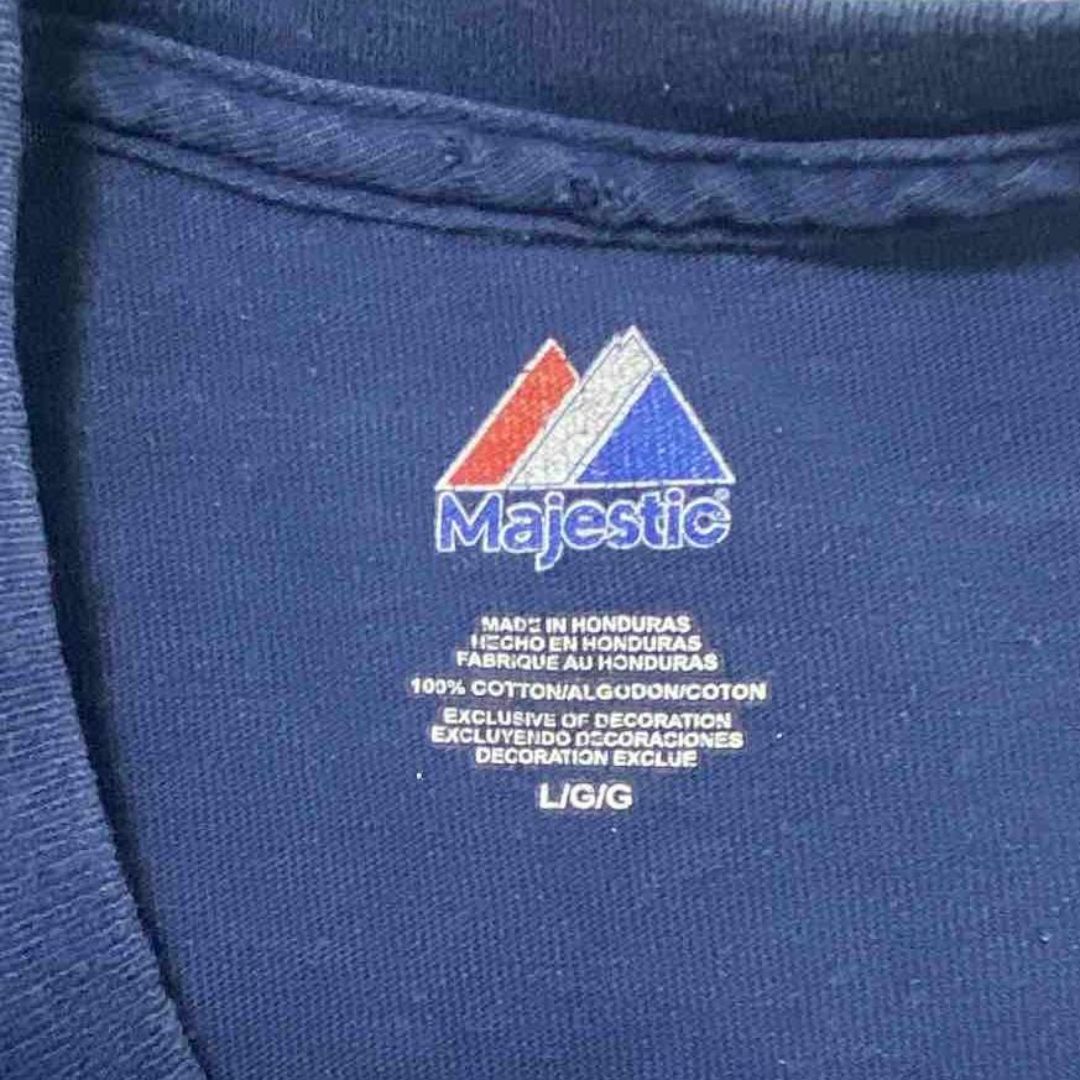 Majestic®
MADE IN HONDURAS
HECHO EN HONDURAS
FABRIQUE AU HONDURAS
100% COTTON/ALGODON/COTON
EXCLUSIVE OF DECORATION
EXCLUYENDO DECORACIONES
DECORATION EXCLUE
L/G/G